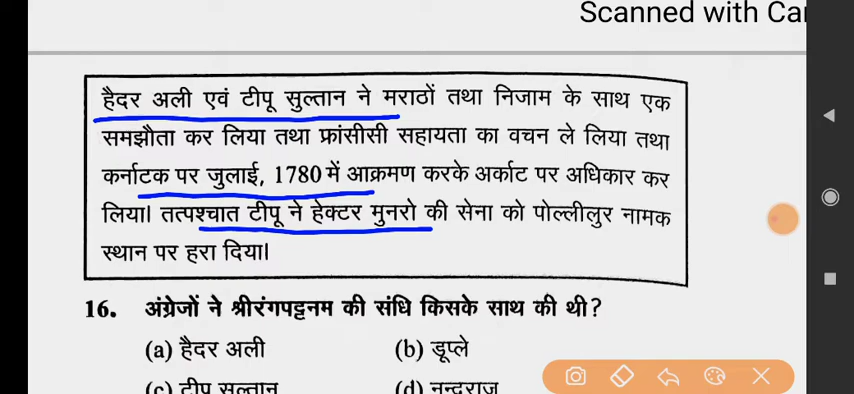 Scanned with Ca
हैदर अली एवं टीपू सुल्तान ने मराठों तथा निजाम के साथ एक
समझौता कर लिया तथा फ्रांसीसी सहायता का वचन ले लिया तथा
कर्नाटक पर जुलाई, 1780 में आक्रमण करके अर्काट पर अधिकार कर
लिया। तत्पश्चात टीपू ने हेक्टर मुनरो की सेना को पोल्लीलुर नामक
स्थान पर हरा दिया।
16. अंग्रेजों ने श्रीरंगपट्टनम की संधि किसके साथ की थी?
(a) हैदर अली (b) डूप्ले
(c) टीपू सुल्तान (d) नन्दराज